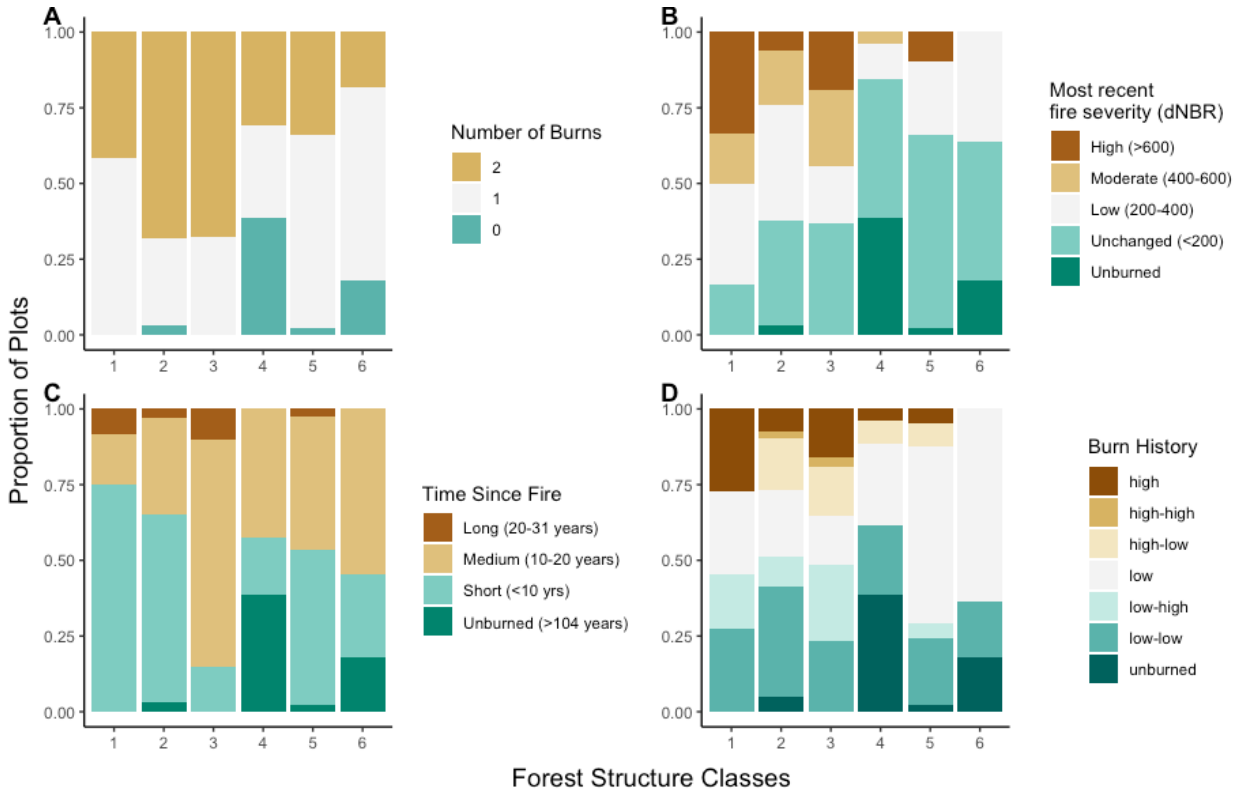 A
1.00
0.75
0.50
0.25
0.00
1 2 3 4 5 6
Number of Burns
2
1
0
B
1.00
0.75
0.50
0.25
0.00
1 2 3 4 5 6
Most recent
fire severity (dNBR)
High (>600)
Moderate (400-600)
Low (200-400)
Unchanged (<200)
Unburned
Proportion of Plots
C
1.00
0.75
0.50
0.25
0.00
1 2 3 4 5 6
Time Since Fire
Long (20-31 years)
Medium (10-20 years)
Short (<10 yrs)
Unburned (>104 years)
D
1.00
0.75
0.50
0.25
0.00
1 2 3 4 5 6
Burn History
high
high-high
high-low
low
low-high
low-low
unburned
Forest Structure Classes